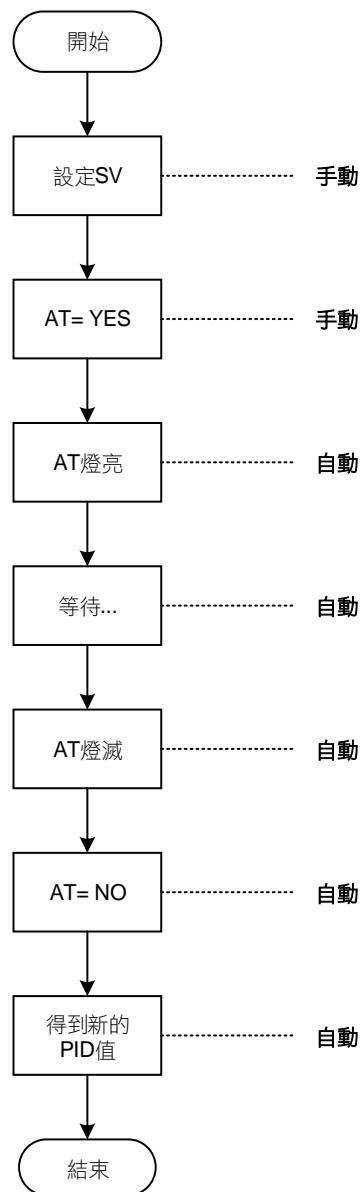 開始
設定SV
手動
AT= YES
手動
AT燈亮
自動
等待...
自動
AT燈滅
自動
AT= NO
自動
得到新的
PID值
自動
結束